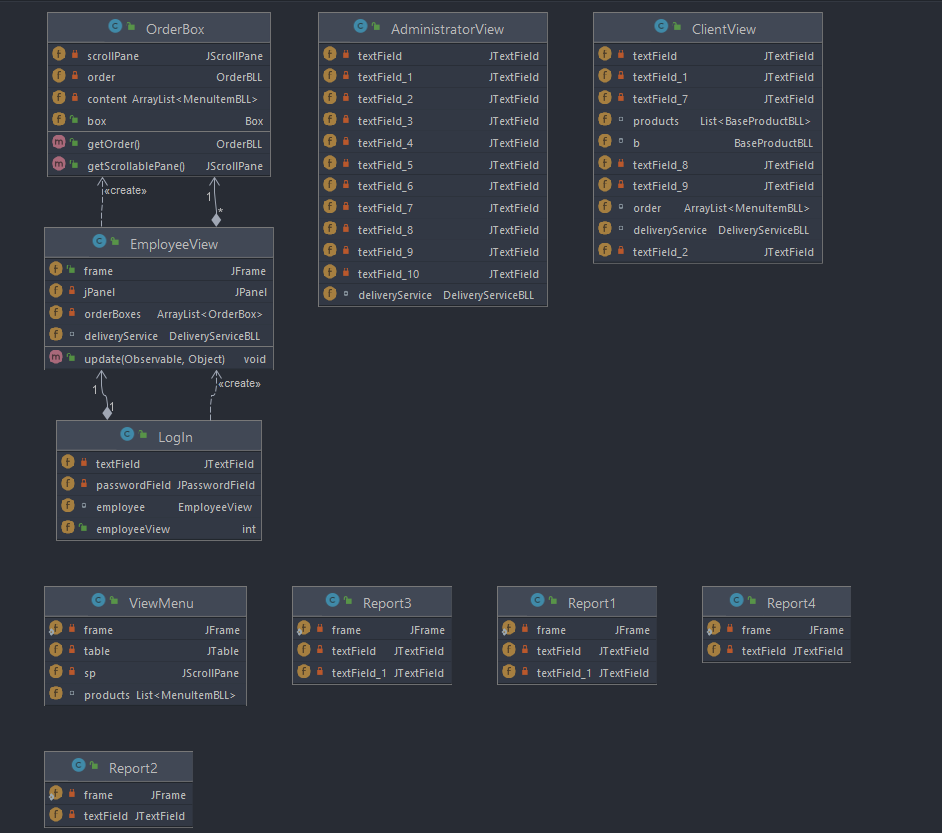 OrderBox
scrollPane JScrollPane
order OrderBLL
content ArrayList<MenuItemBLL>
box Box
getOrder() OrderBLL
getScrollablePane() JScrollPane
«create»
1
*
EmployeeView
frame JFrame
jPanel JPanel
orderBoxes ArrayList<OrderBox>
deliveryService DeliveryServiceBLL
update(Observable, Object) void
1
«create»
1
LogIn
textField JTextField
passwordField JPasswordField
employee EmployeeView
employeeView int
AdministratorView
textField JTextField
textField_1 JTextField
textField_2 JTextField
textField_3 JTextField
textField_4 JTextField
textField_5 JTextField
textField_6 JTextField
textField_7 JTextField
textField_8 JTextField
textField_9 JTextField
textField_10 JTextField
deliveryService DeliveryServiceBLL
ClientView
textField JTextField
textField_1 JTextField
textField_7 JTextField
products List<BaseProductBLL>
b BaseProductBLL
textField_8 JTextField
textField_9 JTextField
order ArrayList<MenuItemBLL>
deliveryService DeliveryServiceBLL
textField_2 JTextField
ViewMenu
frame JFrame
table JTable
sp JScrollPane
products List<MenuItemBLL>
Report3
frame JFrame
textField JTextField
textField_1 JTextField
Report1
frame JFrame
textField JTextField
textField_1 JTextField
Report4
frame JFrame
textField JTextField
Report2
frame JFrame
textField JTextField